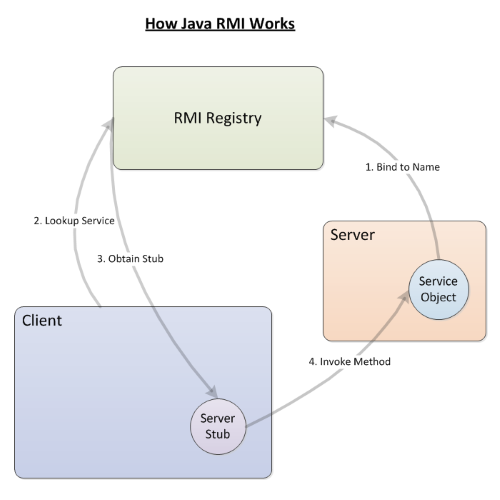 How Java RMI Works
RMI Registry
1. Bind to Name
2. Lookup Service
Server
3. Obtain Stub
Service
Object
Client
4. Invoke Method
Server
Stub